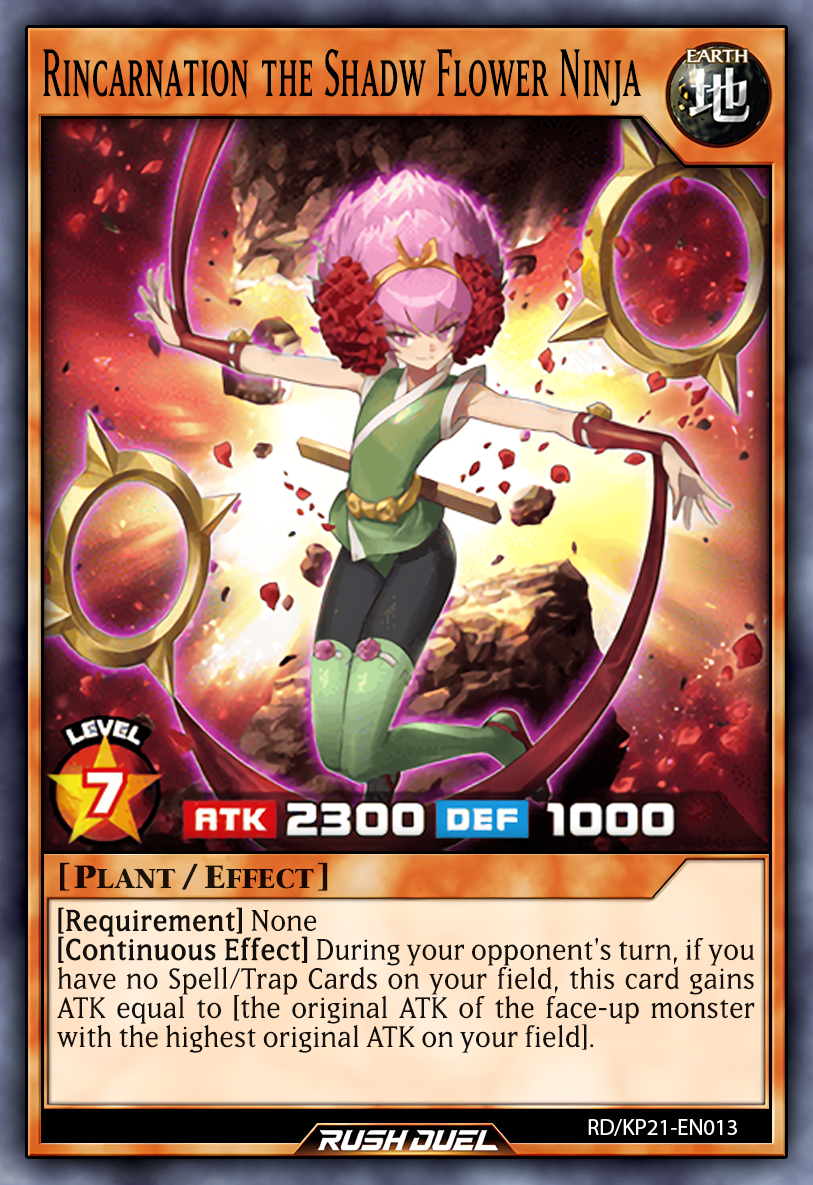 Rincarnation the Shadw Flower Ninja
EARTH
地
LEVEL
7
ATK 2300 DEF 1000
[Plant / Effect]
[Requirement] None
[Continuous Effect] During your opponent's turn, if you
have no Spell/Trap Cards on your field, this card gains
ATK equal to [the original ATK of the face-up monster
with the highest original ATK on your field].
RUSH DUEL
RD/KP21-EN013